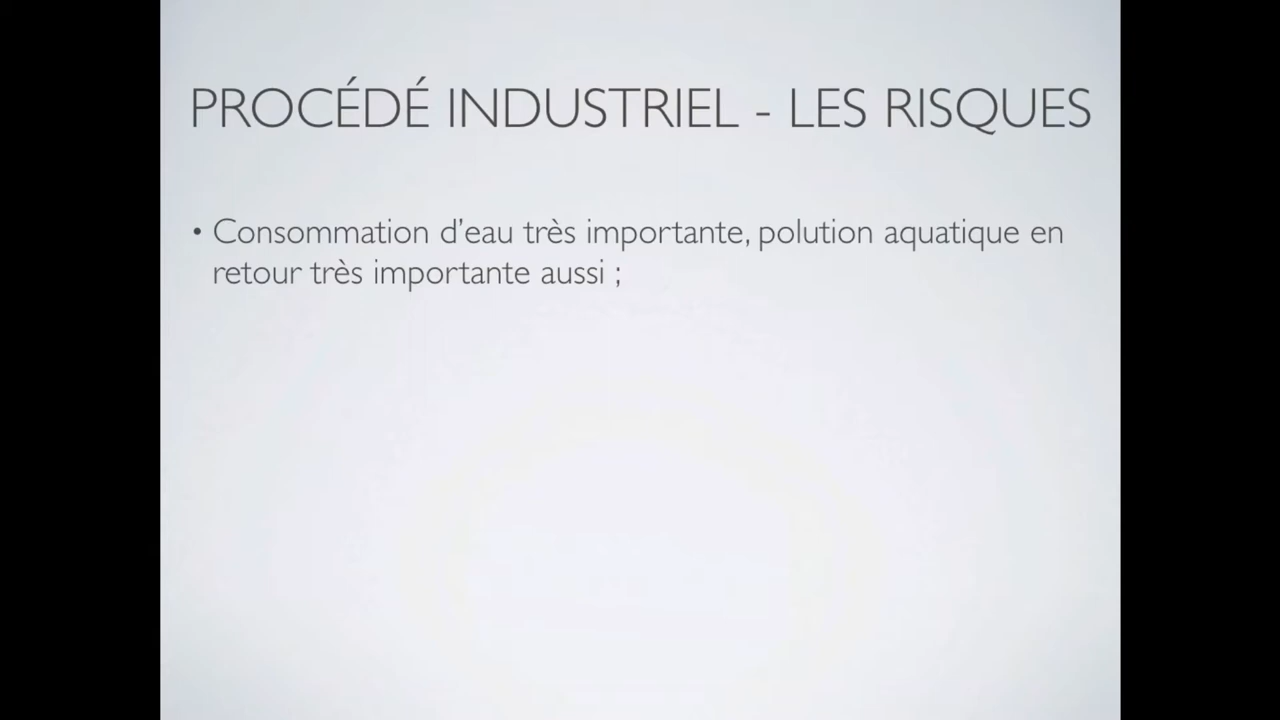 PROCÉDÉ INDUSTRIEL - LES RISQUES
• Consommation d’eau très importante, polution aquatique en
retour très importante aussi ;